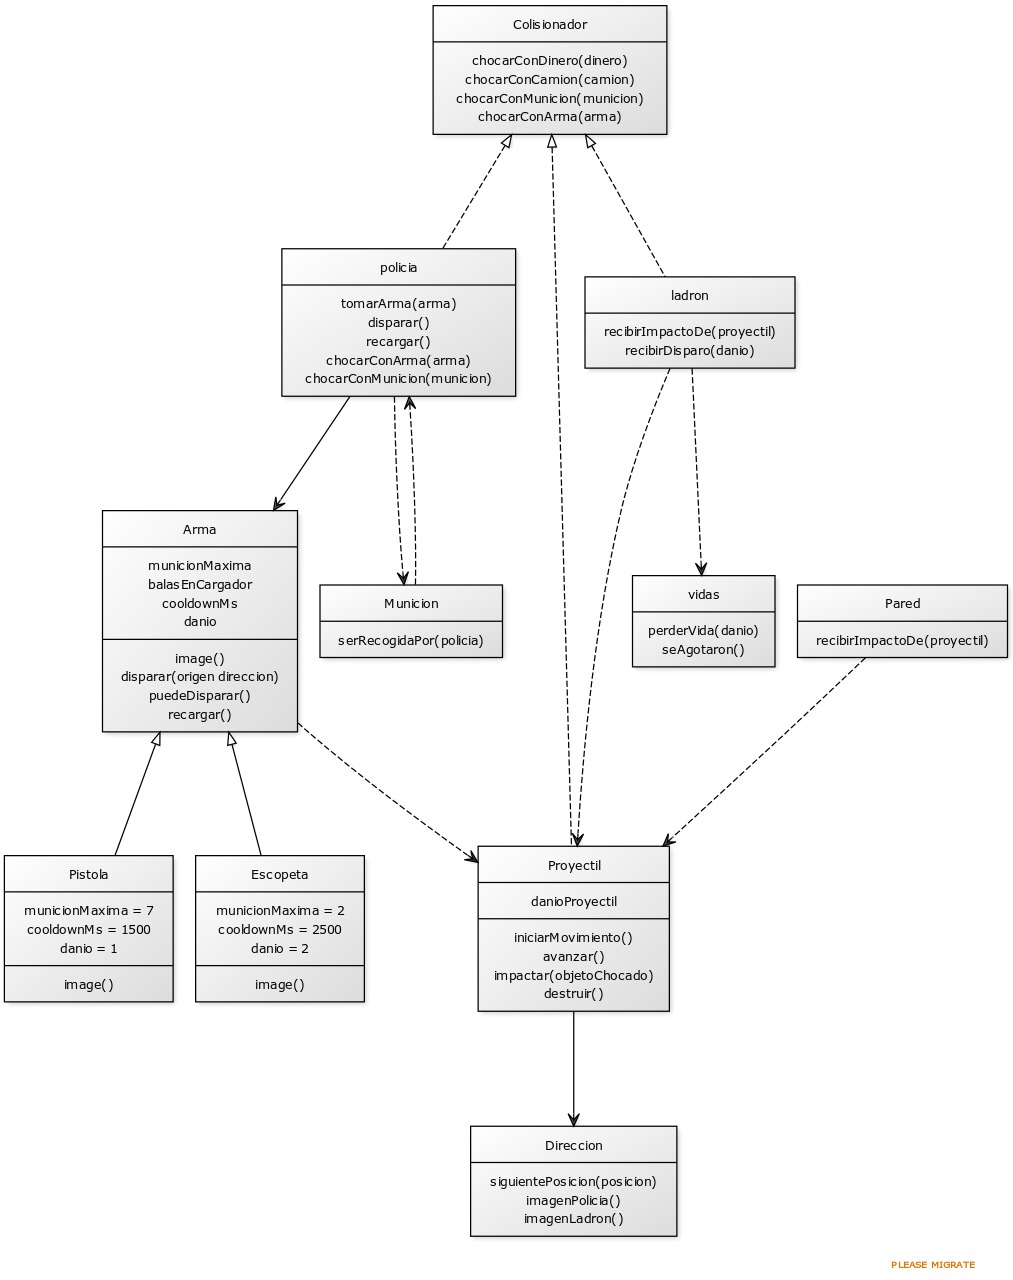 Colisionador
chocarConDinero(dinero)
chocarConCamion(camion)
chocarConMunicion(municion)
chocarConArma(arma)
policia
tomarArma(arma)
disparar()
recargar()
chocarConArma(arma)
chocarConMunicion(municion)
ladron
recibirImpactoDe(proyectil)
recibirDisparo(danio)
Arma
municionMaxima
balasEnCargador
cooldownMs
danio
image()
disparar(origen direccion)
puedeDisparar()
recargar()
Municion
serRecogidaPor(policia)
vidas
perderVida(danio)
seAgotaron()
Pared
recibirImpactoDe(proyectil)
Pistola
municionMaxima = 7
cooldownMs = 1500
danio = 1
image()
Escopeta
municionMaxima = 2
cooldownMs = 2500
danio = 2
image()
Proyectil
danioProyectil
iniciarMovimiento()
avanzar()
impactar(objetoChocado)
destruir()
Direccion
siguientePosicion(posicion)
imagenPolicia()
imagenLadron()
PLEASE MIGRATE